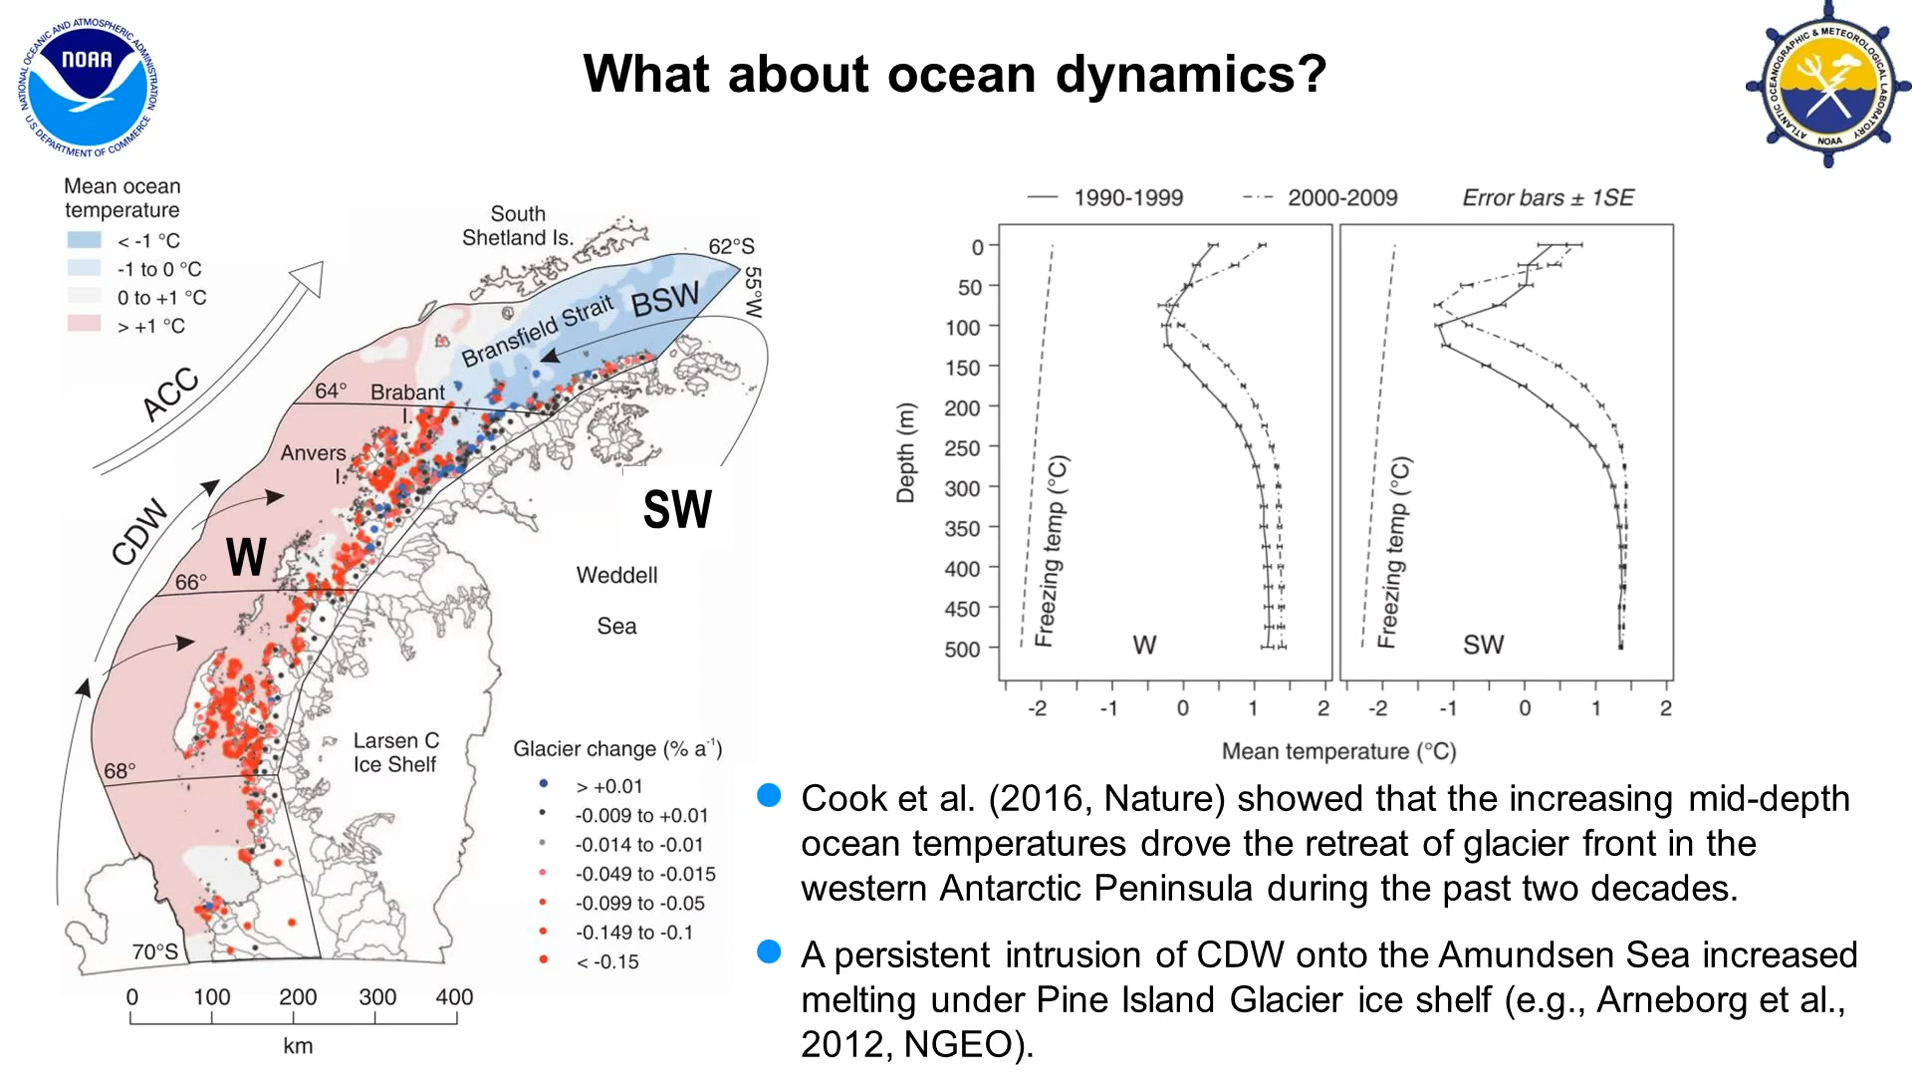 What about ocean dynamics?
NATIONAL OCEANIC AND ATMOSPHERIC ADMINISTRATION
NOAA
U.S. DEPARTMENT OF COMMERCE
ATLANTIC OCEANOGRAPHIC & METEOROLOGICAL LABORATORY
NOAA
Mean ocean
temperature
< -1 °C
-1 to 0 °C
0 to +1 °C
> +1 °C
South
Shetland Is.
62°S
55°W
BSW
Bransfield Strait
ACC
64°
Brabant
I.
Anvers
I.
CDW
W
SW
66°
Weddell
Sea
Larsen C
Ice Shelf
68°
70°S
Glacier change (% a⁻¹)
> +0.01
-0.009 to +0.01
-0.014 to -0.01
-0.049 to -0.015
-0.099 to -0.05
-0.149 to -0.1
< -0.15
0 100 200 300 400
km
1990-1999 2000-2009 Error bars ± 1SE
Depth (m)
0
50
100
150
200
250
300
350
400
450
500
Freezing temp (°C)
W
Freezing temp (°C)
SW
-2 -1 0 1 2 -2 -1 0 1 2
Mean temperature (°C)
Cook et al. (2016, Nature) showed that the increasing mid-depth
ocean temperatures drove the retreat of glacier front in the
western Antarctic Peninsula during the past two decades.
A persistent intrusion of CDW onto the Amundsen Sea increased
melting under Pine Island Glacier ice shelf (e.g., Arneborg et al.,
2012, NGEO).